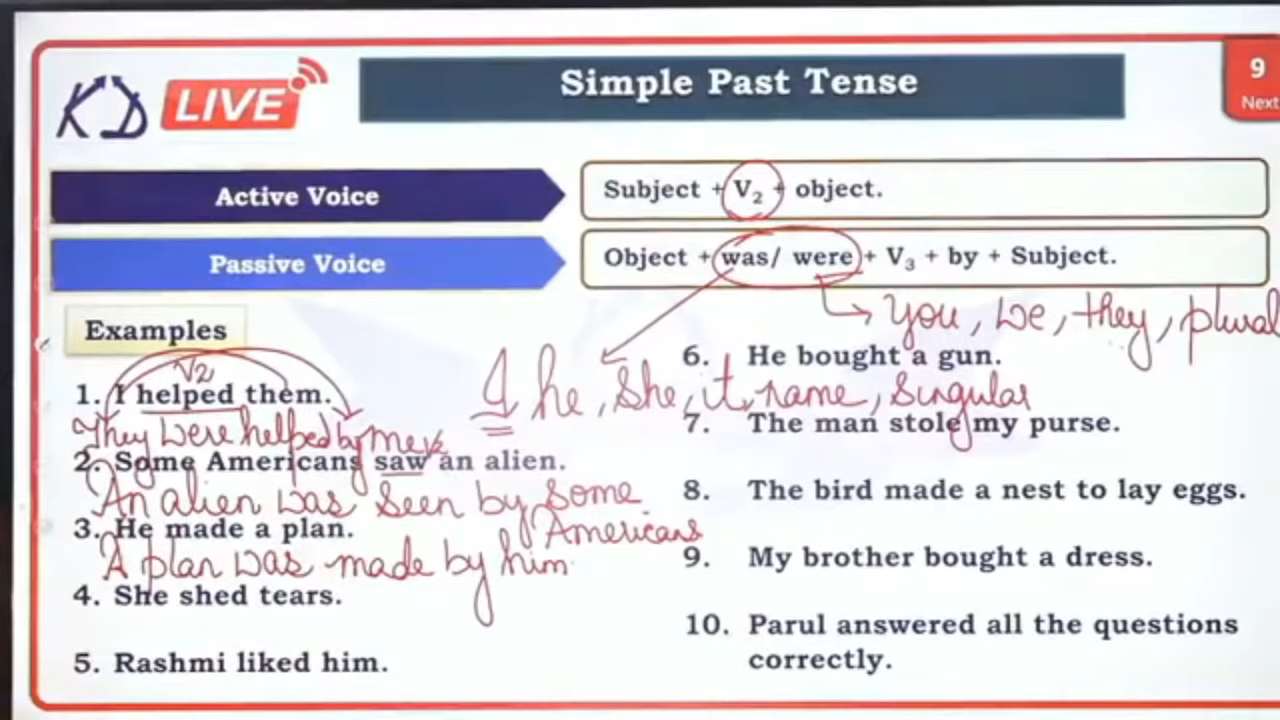 KD LIVE
Simple Past Tense
9
Next
Active Voice
Subject + V₂ + object.
Passive Voice
Object + was/ were + V₃ + by + Subject.
You, we, they, plural
Examples
V2
I he, she, it, name, Singular
1. I helped them.
They were helped by me
2. Some Americans saw an alien.
An alien was seen by some
Americans
3. He made a plan.
A plan was made by him.
4. She shed tears.
5. Rashmi liked him.
6. He bought a gun.
7. The man stole my purse.
8. The bird made a nest to lay eggs.
9. My brother bought a dress.
10. Parul answered all the questions
correctly.